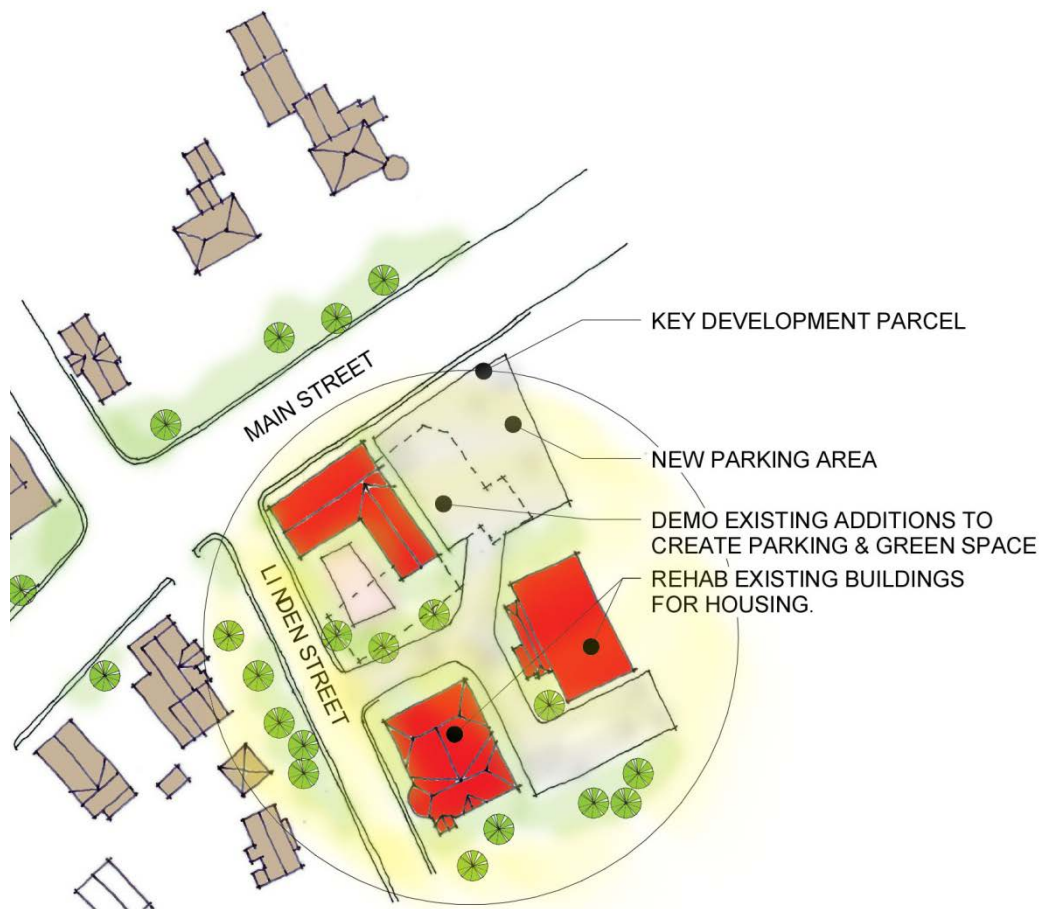 KEY DEVELOPMENT PARCEL
MAIN STREET
NEW PARKING AREA
DEMO EXISTING ADDITIONS TO
CREATE PARKING & GREEN SPACE
REHAB EXISTING BUILDINGS
FOR HOUSING.
LINDEN STREET